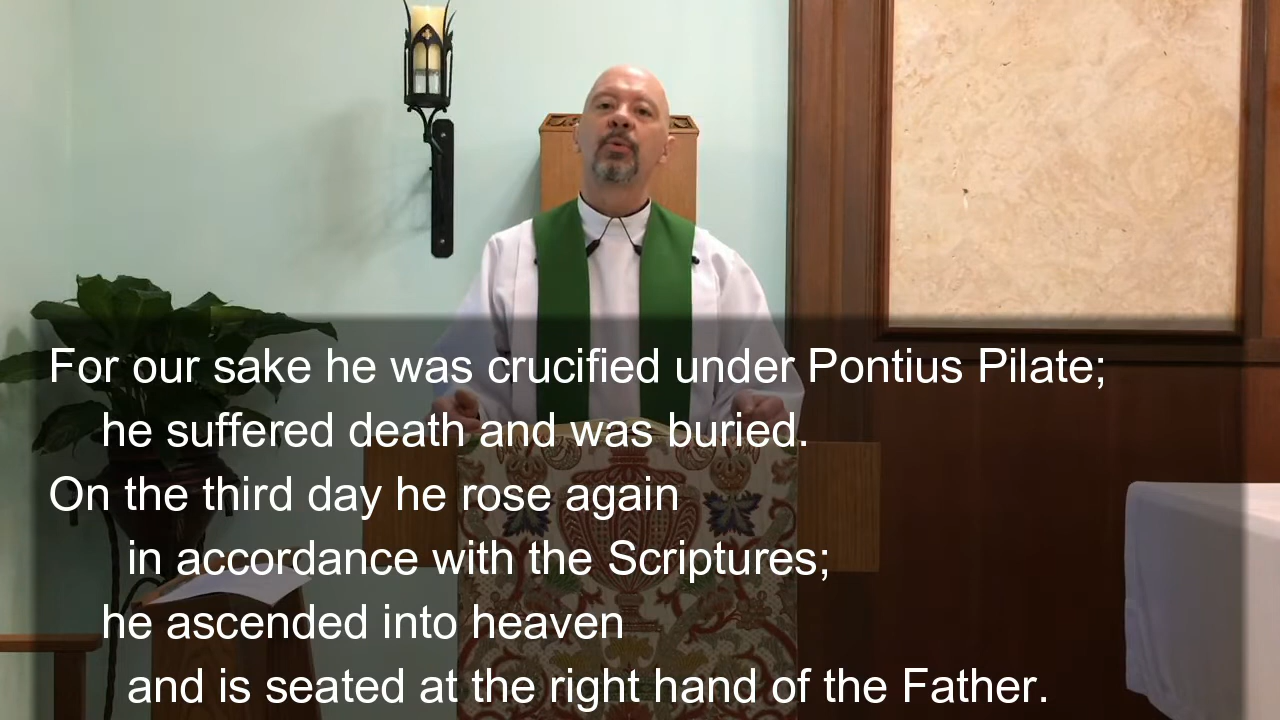 For our sake he was crucified under Pontius Pilate;
he suffered death and was buried.
On the third day he rose again
in accordance with the Scriptures;
he ascended into heaven
and is seated at the right hand of the Father.